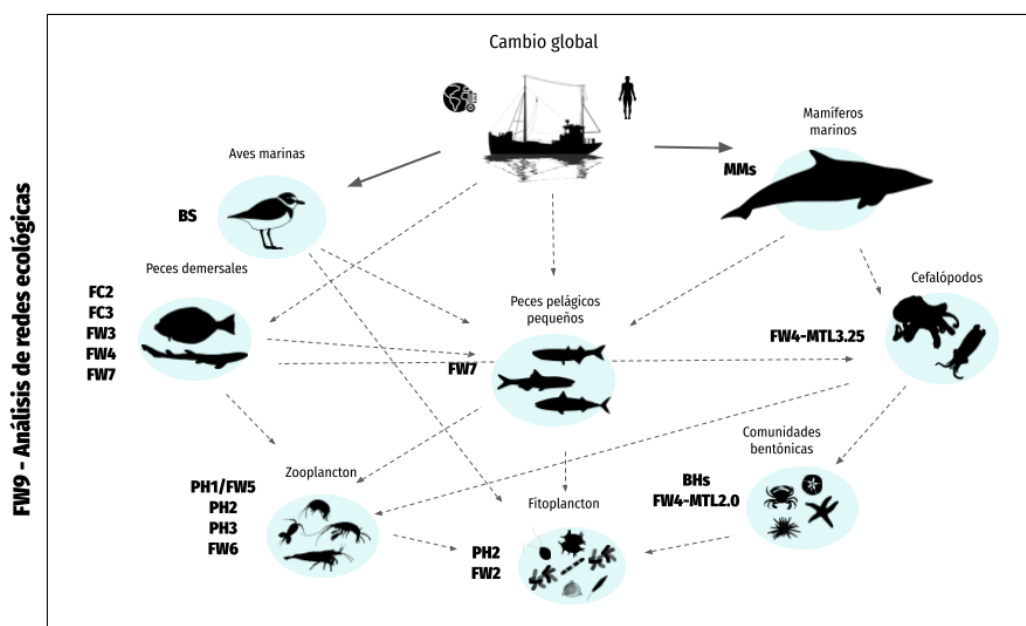 FW9 - Análisis de redes ecológicas
Cambio global
Mamíferos
marinos
MMs
Aves marinas
BS
Peces demersales
FC2
FC3
FW3
FW4
FW7
Peces pelágicos
pequeños
FW7
Cefalópodos
FW4-MTL3.25
Comunidades
bentónicas
BHs
FW4-MTL2.0
Zooplancton
PH1/FW5
PH2
PH3
FW6
Fitoplancton
PH2
FW2